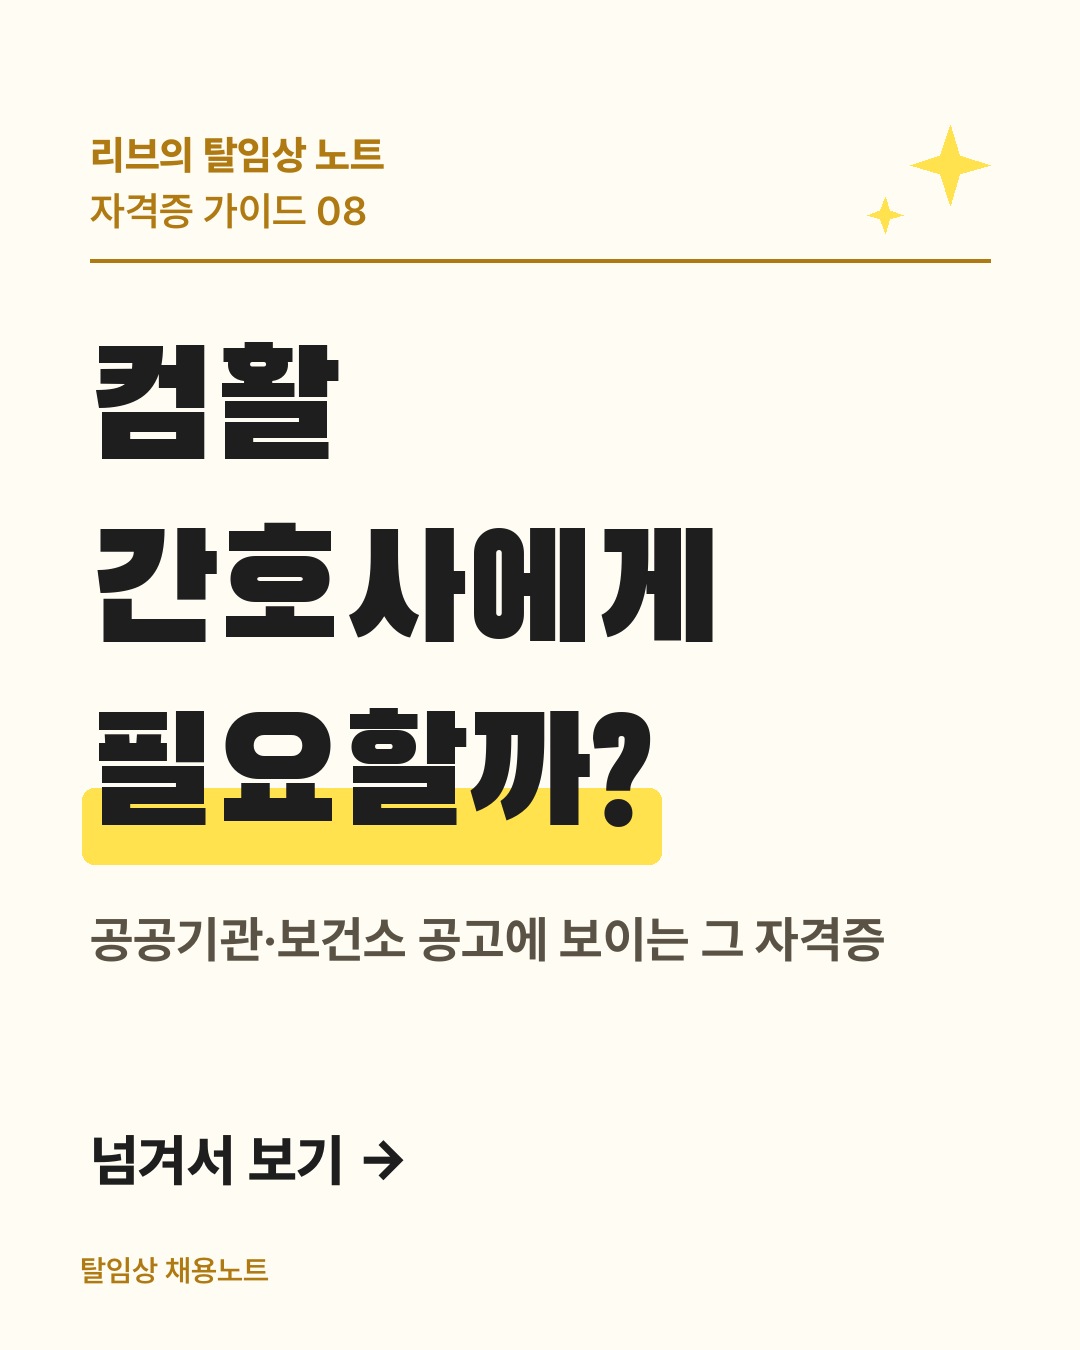 리브의 탈임상 노트
자격증 가이드 08
컴활
간호사에게
필요할까?
공공기관·보건소 공고에 보이는 그 자격증
넘겨서 보기 →
탈임상 채용노트